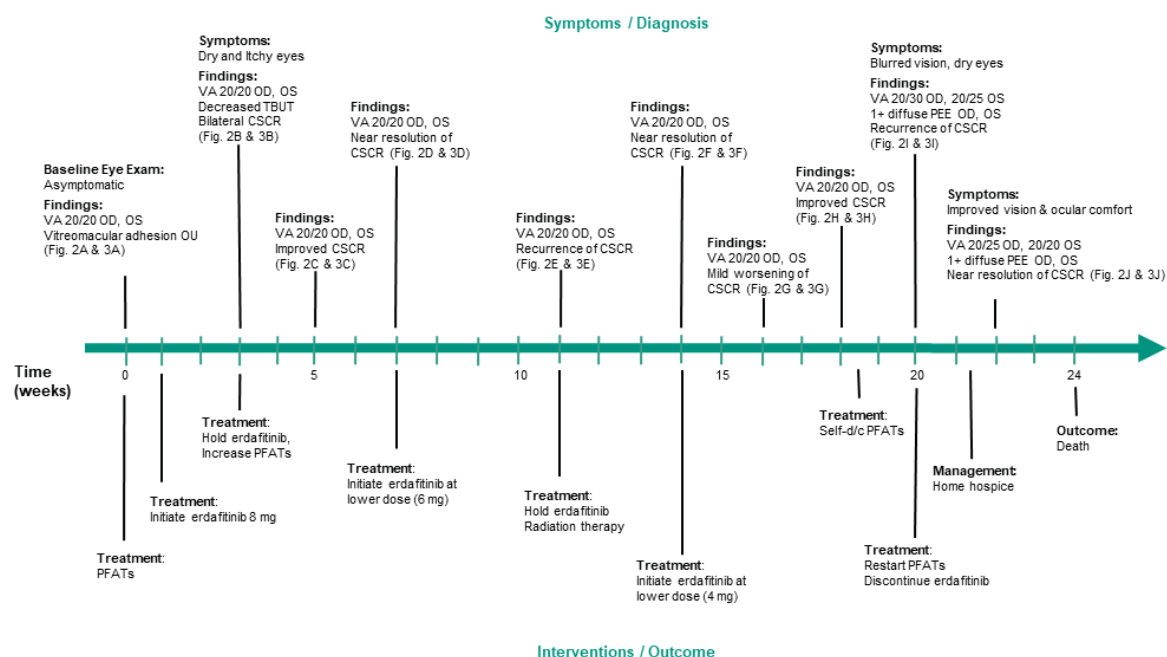 Symptoms / Diagnosis
Baseline Eye Exam:
Asymptomatic
Findings:
VA 20/20 OD, OS
Vitreomacular adhesion OU
(Fig. 2A & 3A)
Symptoms:
Dry and Itchy eyes
Findings:
VA 20/20 OD, OS
Decreased TBUT
Bilateral CSCR
(Fig. 2B & 3B)
Findings:
VA 20/20 OD, OS
Improved CSCR
(Fig. 2C & 3C)
Findings:
VA 20/20 OD, OS
Near resolution of
CSCR (Fig. 2D & 3D)
Findings:
VA 20/20 OD, OS
Recurrence of CSCR
(Fig. 2E & 3E)
Findings:
VA 20/20 OD, OS
Near resolution of
CSCR (Fig. 2F & 3F)
Findings:
VA 20/20 OD, OS
Mild worsening of
CSCR (Fig. 2G & 3G)
Findings:
VA 20/20 OD, OS
Improved CSCR
(Fig. 2H & 3H)
Symptoms:
Blurred vision, dry eyes
Findings:
VA 20/30 OD, 20/25 OS
1+ diffuse PEE OD, OS
Recurrence of CSCR
(Fig. 2I & 3I)
Symptoms:
Improved vision & ocular comfort
Findings:
VA 20/25 OD, 20/20 OS
1+ diffuse PEE OD, OS
Near resolution of CSCR (Fig. 2J & 3J)
Time
(weeks)
0 5 10 15 20 24
Treatment:
PFATs
Treatment:
Initiate erdafitinib 8 mg
Treatment:
Hold erdafitinib,
Increase PFATs
Treatment:
Initiate erdafitinib at
lower dose (6 mg)
Treatment:
Hold erdafitinib
Radiation therapy
Treatment:
Initiate erdafitinib at
lower dose (4 mg)
Treatment:
Self-d/c PFATs
Treatment:
Restart PFATs
Discontinue erdafitinib
Management:
Home hospice
Outcome:
Death
Interventions / Outcome